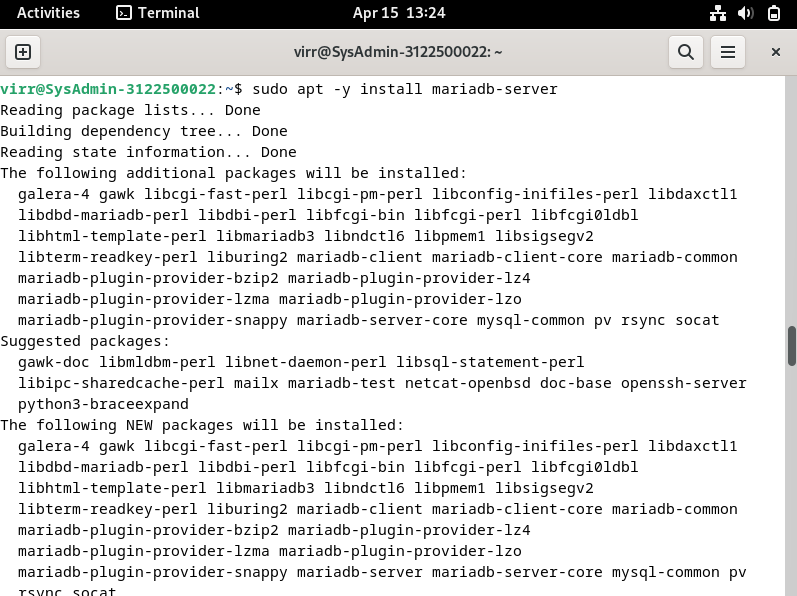 Activities Terminal Apr 15 13:24
virr@SysAdmin-3122500022: ~
virr@SysAdmin-3122500022:~$ sudo apt -y install mariadb-server
Reading package lists... Done
Building dependency tree... Done
Reading state information... Done
The following additional packages will be installed:
  galera-4 gawk libcgi-fast-perl libcgi-pm-perl libconfig-inifiles-perl libdaxctl1
  libdbd-mariadb-perl libdbi-perl libfcgi-bin libfcgi-perl libfcgi0ldbl
  libhtml-template-perl libmariadb3 libndctl6 libpmem1 libsigsegv2
  libterm-readkey-perl liburing2 mariadb-client mariadb-client-core mariadb-common
  mariadb-plugin-provider-bzip2 mariadb-plugin-provider-lz4
  mariadb-plugin-provider-lzma mariadb-plugin-provider-lzo
  mariadb-plugin-provider-snappy mariadb-server-core mysql-common pv rsync socat
Suggested packages:
  gawk-doc libmldbm-perl libnet-daemon-perl libsql-statement-perl
  libipc-sharedcache-perl mailx mariadb-test netcat-openbsd doc-base openssh-server
  python3-braceexpand
The following NEW packages will be installed:
  galera-4 gawk libcgi-fast-perl libcgi-pm-perl libconfig-inifiles-perl libdaxctl1
  libdbd-mariadb-perl libdbi-perl libfcgi-bin libfcgi-perl libfcgi0ldbl
  libhtml-template-perl libmariadb3 libndctl6 libpmem1 libsigsegv2
  libterm-readkey-perl liburing2 mariadb-client mariadb-client-core mariadb-common
  mariadb-plugin-provider-bzip2 mariadb-plugin-provider-lz4
  mariadb-plugin-provider-lzma mariadb-plugin-provider-lzo
  mariadb-plugin-provider-snappy mariadb-server mariadb-server-core mysql-common pv
  rsync socat